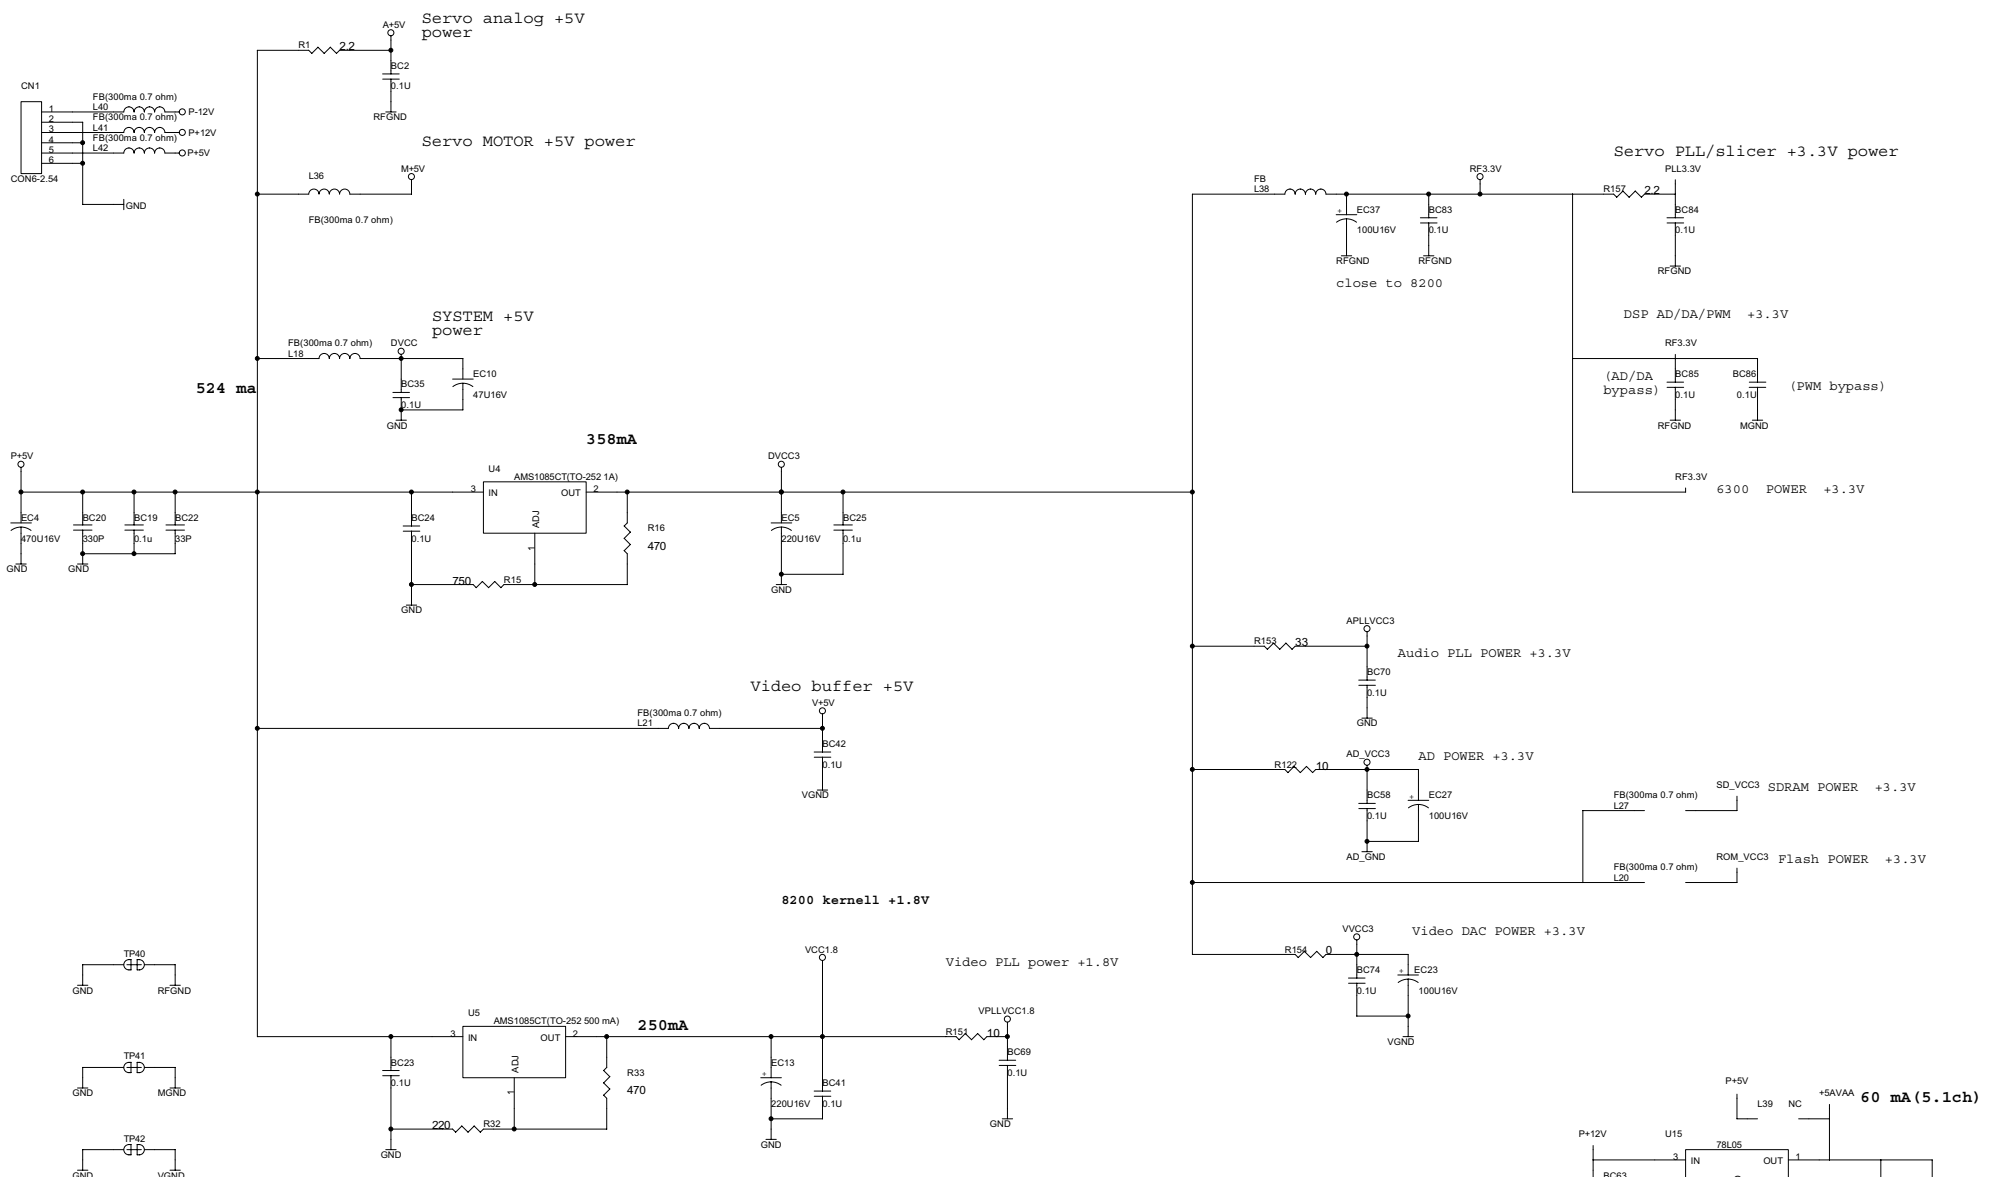 A+5V
Servo analog +5V
power
R1
2.2
BC2
0.1U
RFGND
CN1
FB(300ma 0.7 ohm)
1
L40
P-12V
2
FB(300ma 0.7 ohm)
3
L41
P+12V
4
FB(300ma 0.7 ohm)
5
L42
P+5V
6
CON6-2.54
GND
Servo MOTOR +5V power
L36
M+5V
FB(300ma 0.7 ohm)
Servo PLL/slicer +3.3V power
FB
L38
RF3.3V
PLL3.3V
R157
2.2
+
EC37
100U16V
BC83
0.1U
BC84
0.1U
RFGND
RFGND
RFGND
close to 8200
DSP AD/DA/PWM +3.3V
RF3.3V
(AD/DA
bypass)
BC85
0.1U
BC86
0.1U
(PWM bypass)
RFGND
MGND
RF3.3V
6300 POWER +3.3V
SYSTEM +5V
power
FB(300ma 0.7 ohm)
L18
DVCC
BC35
0.1U
EC10
47U16V
GND
524 ma
358mA
P+5V
U4
AMS1085CT(TO-252 1A)
3
IN
OUT
2
ADJ
1
DVCC3
EC4
470U16V
BC20
330P
BC19
0.1u
BC22
33P
GND
GND
BC24
0.1U
R16
470
EC5
220U16V
BC25
0.1u
750
R15
GND
GND
APLLVCC3
R153
33
Audio PLL POWER +3.3V
BC70
0.1U
GND
Video buffer +5V
FB(300ma 0.7 ohm)
L21
V+5V
BC42
0.1U
VGND
AD_VCC3
AD POWER +3.3V
R122
10
BC58
0.1U
+
EC27
100U16V
AD_GND
FB(300ma 0.7 ohm)
L27
SD_VCC3
SDRAM POWER +3.3V
FB(300ma 0.7 ohm)
L20
ROM_VCC3
Flash POWER +3.3V
8200 kernell +1.8V
VVCC3
Video DAC POWER +3.3V
R154
0
BC74
0.1U
+
EC23
100U16V
VGND
TP40
GND
RFGND
VCC1.8
Video PLL power +1.8V
VPLLVCC1.8
U5
AMS1085CT(TO-252 500 mA)
250mA
3
IN
OUT
2
ADJ
1
R151
10
BC69
0.1U
GND
BC23
0.1U
R33
470
EC13
+
220U16V
BC41
0.1U
220
R32
GND
GND
TP41
GND
MGND
TP42
GND
VGND
P+5V
L39
NC
+5AVAA
60 mA(5.1ch)
P+12V
U15
78L05
3
IN
OUT
1
BC63